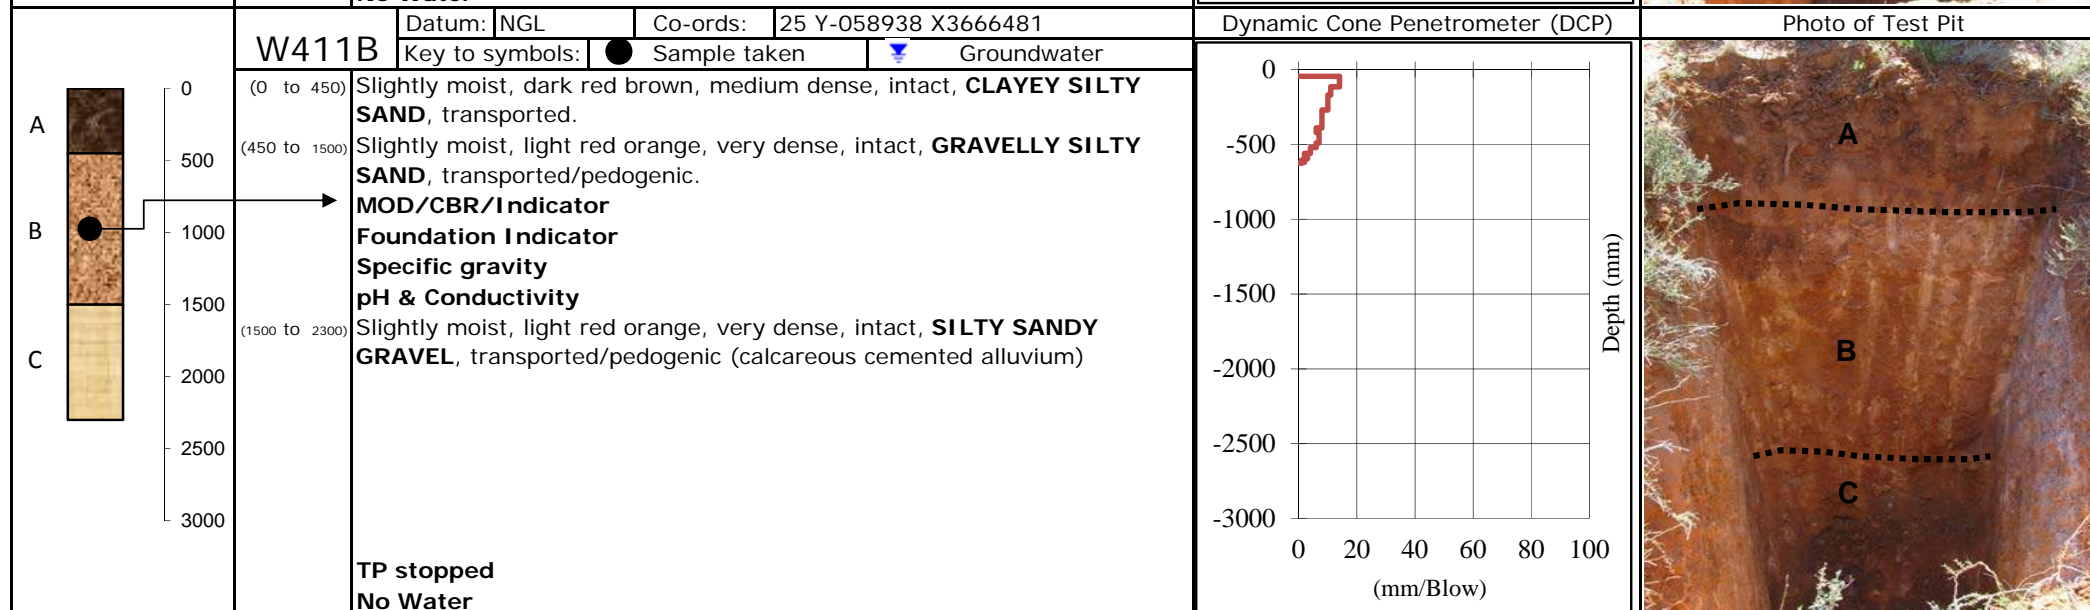 No Water
W411B
Datum: NGL Co-ords: 25 Y-058938 X3666481
Key to symbols: Sample taken Groundwater
(0 to 450) Slightly moist, dark red brown, medium dense, intact, CLAYEY SILTY
SAND, transported.
(450 to 1500) Slightly moist, light red orange, very dense, intact, GRAVELLY SILTY
SAND, transported/pedogenic.
MOD/CBR/Indicator
Foundation Indicator
Specific gravity
pH & Conductivity
(1500 to 2300) Slightly moist, light red orange, very dense, intact, SILTY SANDY
GRAVEL, transported/pedogenic (calcareous cemented alluvium)
TP stopped
No Water
A
B
C
0
500
1000
1500
2000
2500
3000
Dynamic Cone Penetrometer (DCP)
0
-500
-1000
-1500
-2000
-2500
-3000
0 20 40 60 80 100
(mm/Blow)
Depth (mm)
Photo of Test Pit
A
B
C